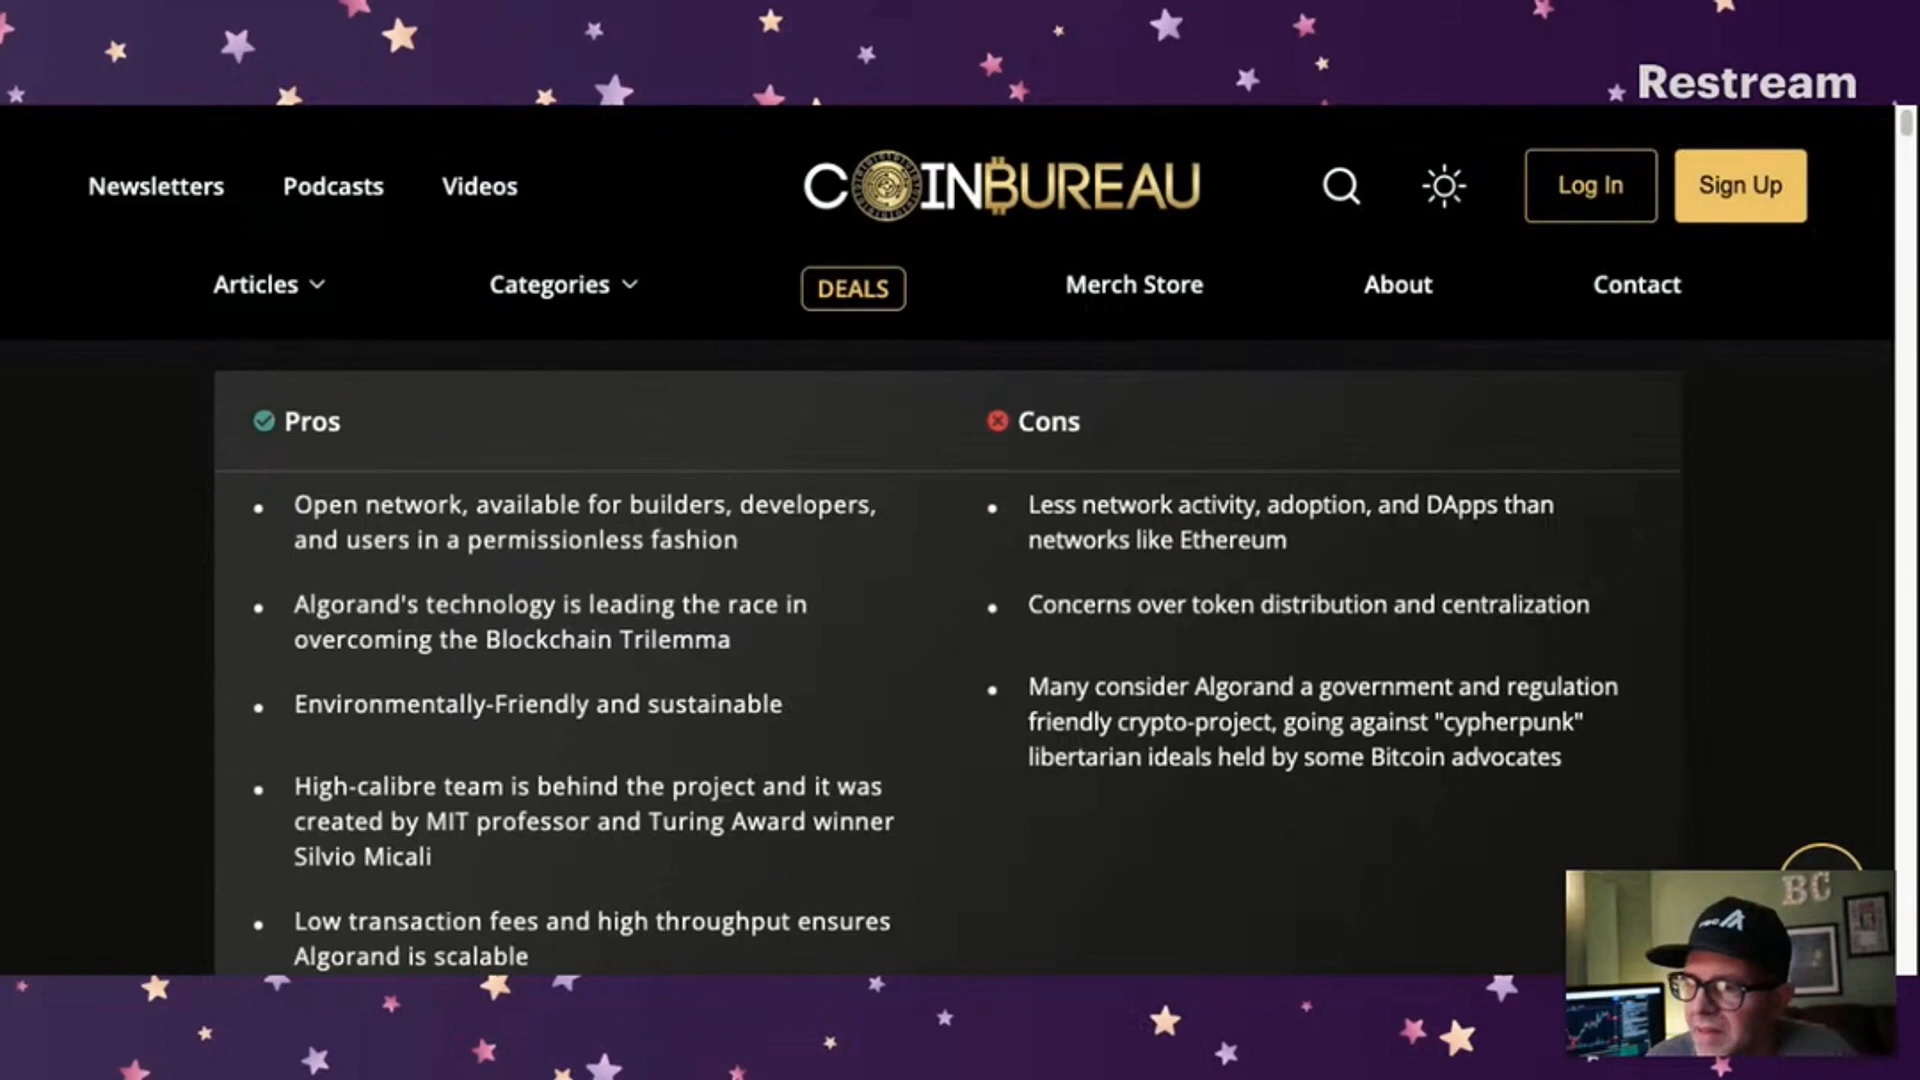 Restream
Newsletters Podcasts Videos COINBUREAU Log In Sign Up
Articles Categories DEALS Merch Store About Contact
Pros
Cons
Open network, available for builders, developers,
and users in a permissionless fashion
Algorand's technology is leading the race in
overcoming the Blockchain Trilemma
Environmentally-Friendly and sustainable
High-calibre team is behind the project and it was
created by MIT professor and Turing Award winner
Silvio Micali
Low transaction fees and high throughput ensures
Algorand is scalable
Less network activity, adoption, and DApps than
networks like Ethereum
Concerns over token distribution and centralization
Many consider Algorand a government and regulation
friendly crypto-project, going against "cypherpunk"
libertarian ideals held by some Bitcoin advocates
BC